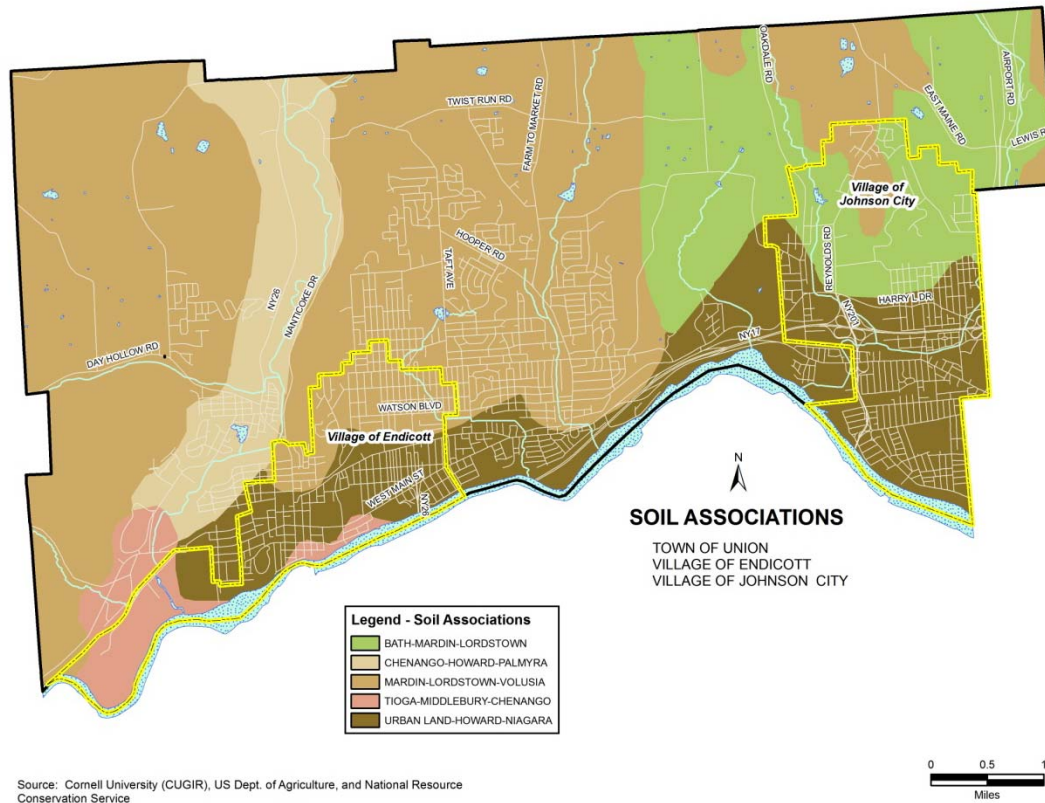 OAKDALE RD
AIRPORT RD
TWIST RUN RD
FARM TO MARKET RD
EAST MAINE RD
LEWIS R
Village of
Johnson City
HOOPER RD
TAFT AVE
REYNOLDS RD
NY26
NANTICOKE DR
HARRY L DR
NY201
NY17
DAY HOLLOW RD
WATSON BLVD
Village of Endicott
WEST MAIN ST
NY26
N
SOIL ASSOCIATIONS
TOWN OF UNION
VILLAGE OF ENDICOTT
VILLAGE OF JOHNSON CITY
Legend - Soil Associations
BATH-MARDIN-LORDSTOWN
CHENANGO-HOWARD-PALMYRA
MARDIN-LORDSTOWN-VOLUSIA
TIOGA-MIDDLEBURY-CHENANGO
URBAN LAND-HOWARD-NIAGARA
0 0.5 1
Miles
Source: Cornell University (CUGIR), US Dept. of Agriculture, and National Resource
Conservation Service